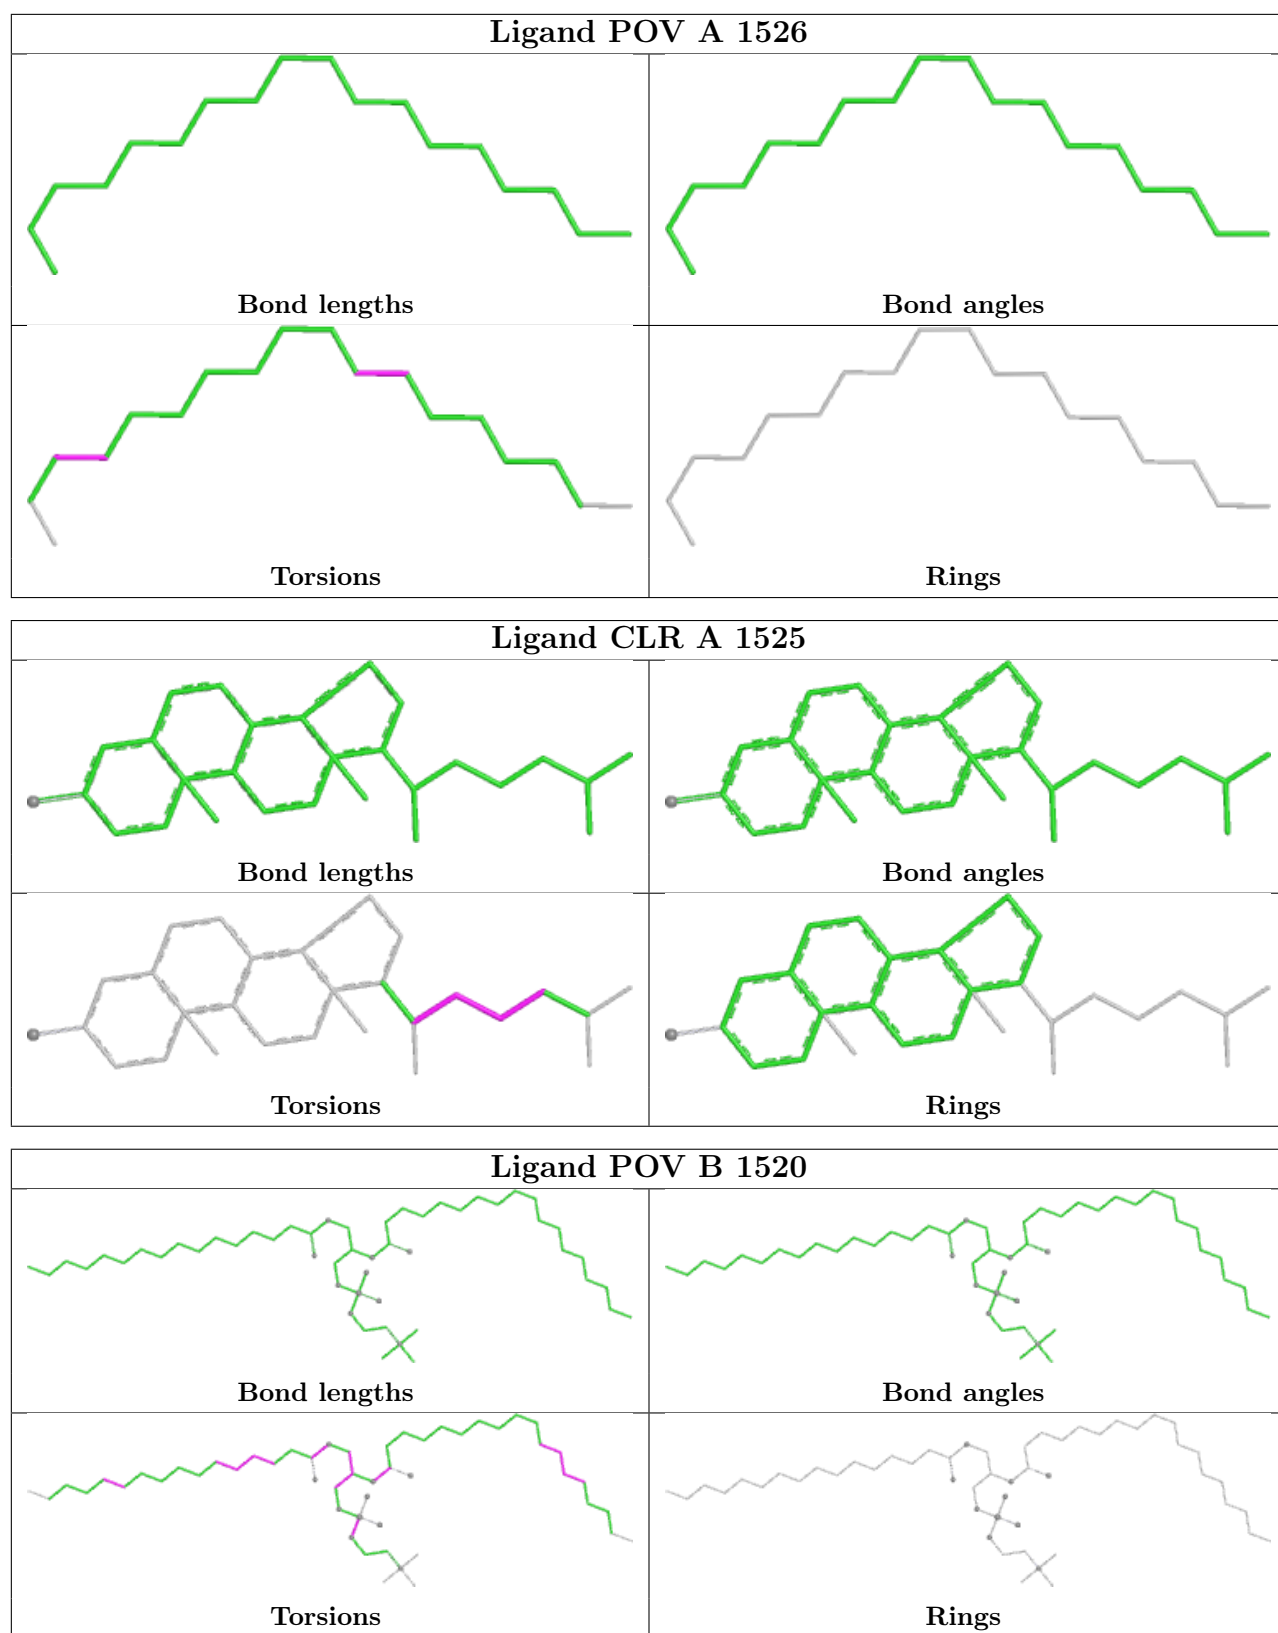 Ligand POV A 1526
Bond lengths
Bond angles
Torsions
Rings
Ligand CLR A 1525
Bond lengths
Bond angles
Torsions
Rings
Ligand POV B 1520
Bond lengths
Bond angles
Torsions
Rings